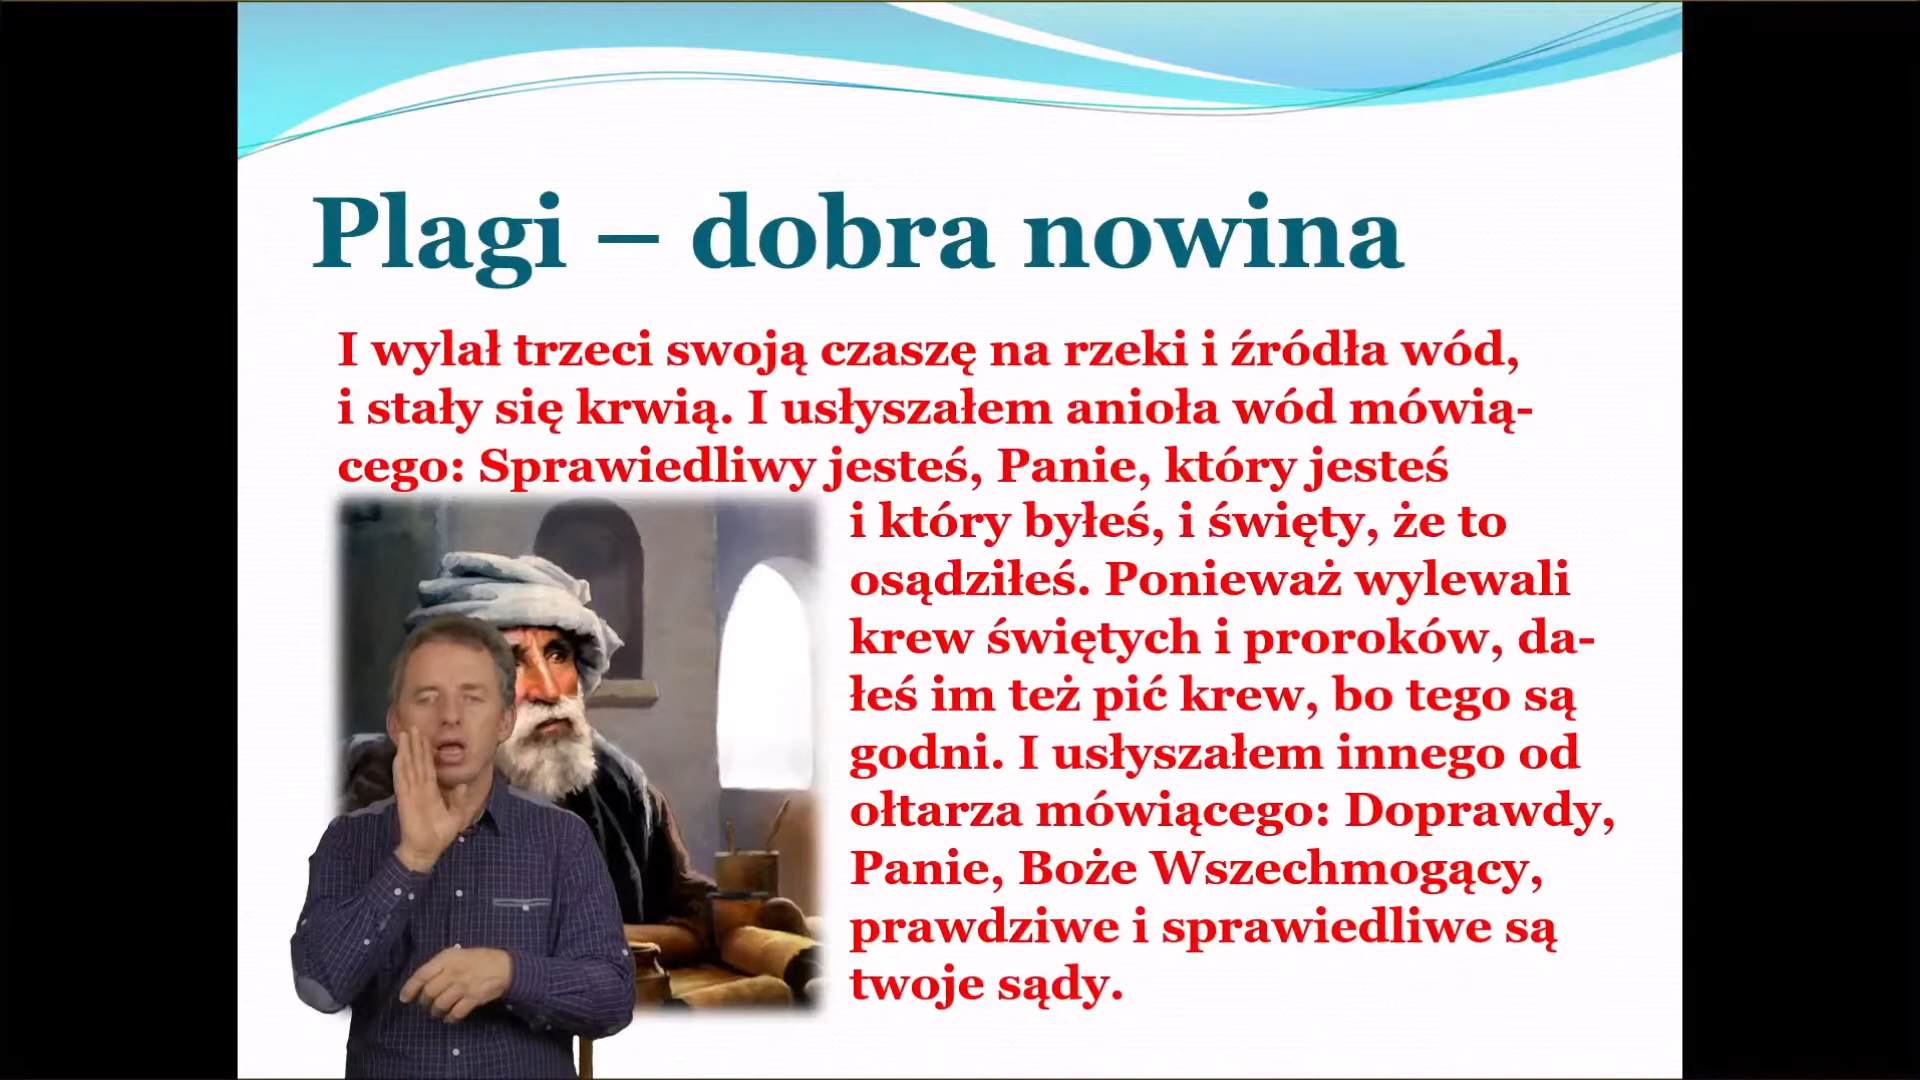 Plagi – dobra nowina
I wylał trzeci swoją czaszę na rzeki i źródła wód,
i stały się krwią. I usłyszałem anioła wód mówią-
cego: Sprawiedliwy jesteś, Panie, który jesteś
i który byłeś, i święty, że to
osądziłeś. Ponieważ wylewali
krew świętych i proroków, da-
łeś im też pić krew, bo tego są
godni. I usłyszałem innego od
ołtarza mówiącego: Doprawdy,
Panie, Boże Wszechmogący,
prawdziwe i sprawiedliwe są
twoje sądy.